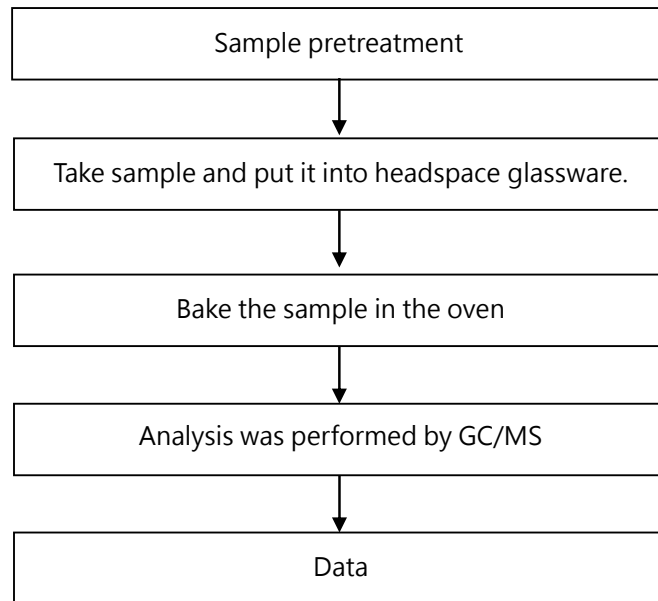 Sample pretreatment
Take sample and put it into headspace glassware.
Bake the sample in the oven
Analysis was performed by GC/MS
Data